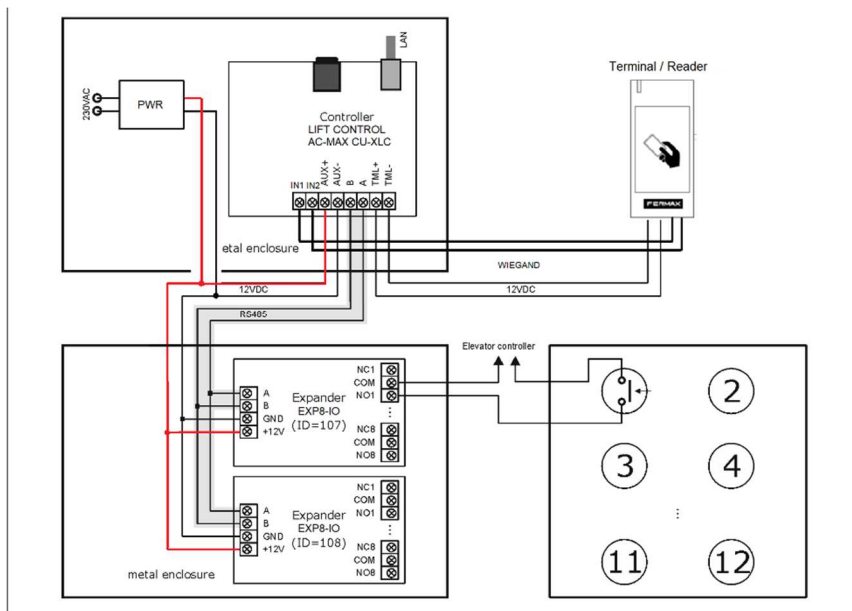 LAN
Terminal / Reader
230VAC
PWR
Controller
LIFT CONTROL
AC-MAX CU-XLC
IN1 IN2 AUX+ AUX- B A TML+ TML-
FERMAX
etal enclosure
WIEGAND
12VDC
12VDC
RS485
Elevator controller
A
B
GND
+12V
Expander
EXP8-IO
(ID=107)
NC1
COM
NO1
⋮
NC8
COM
NO8
2
3
4
⋮
11
12
A
B
GND
+12V
Expander
EXP8-IO
(ID=108)
NC1
COM
NO1
⋮
NC8
COM
NO8
metal enclosure